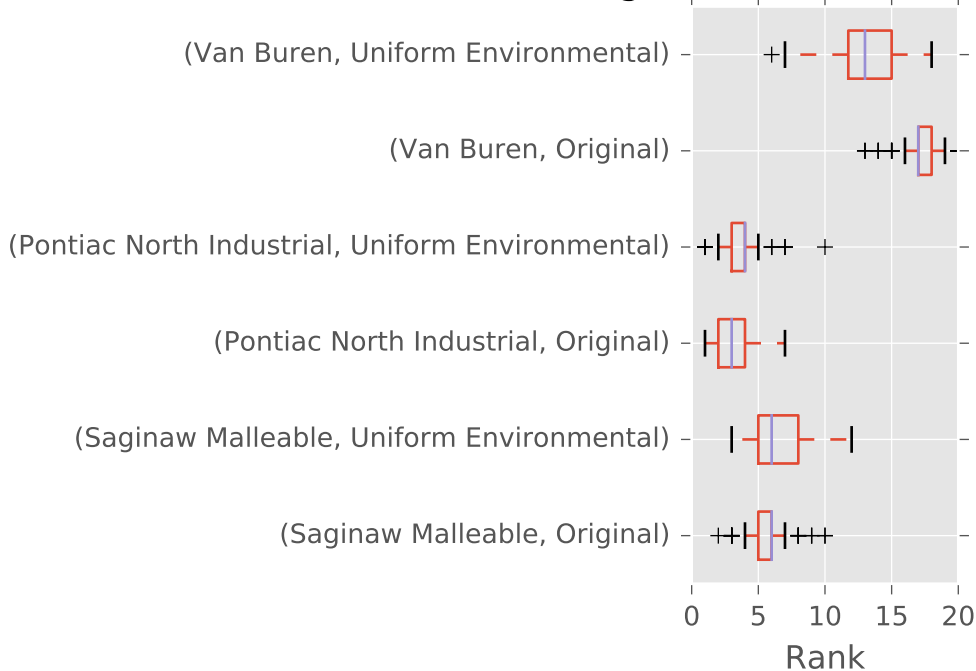 (Van Buren, Uniform Environmental)
(Van Buren, Original)
(Pontiac North Industrial, Uniform Environmental)
(Pontiac North Industrial, Original)
(Saginaw Malleable, Uniform Environmental)
(Saginaw Malleable, Original)
0 5 10 15 20
Rank